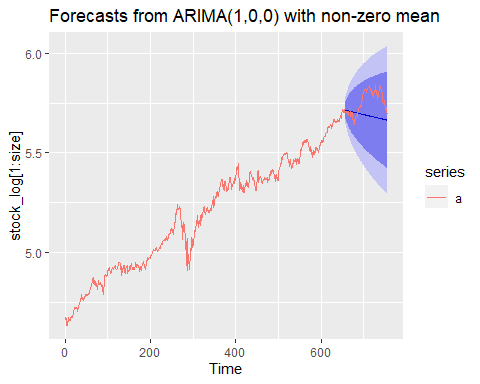 Forecasts from ARIMA(1,0,0) with non-zero mean
6.0
5.5
5.0
stock_log[1:size]
0
200
400
600
Time
series
a